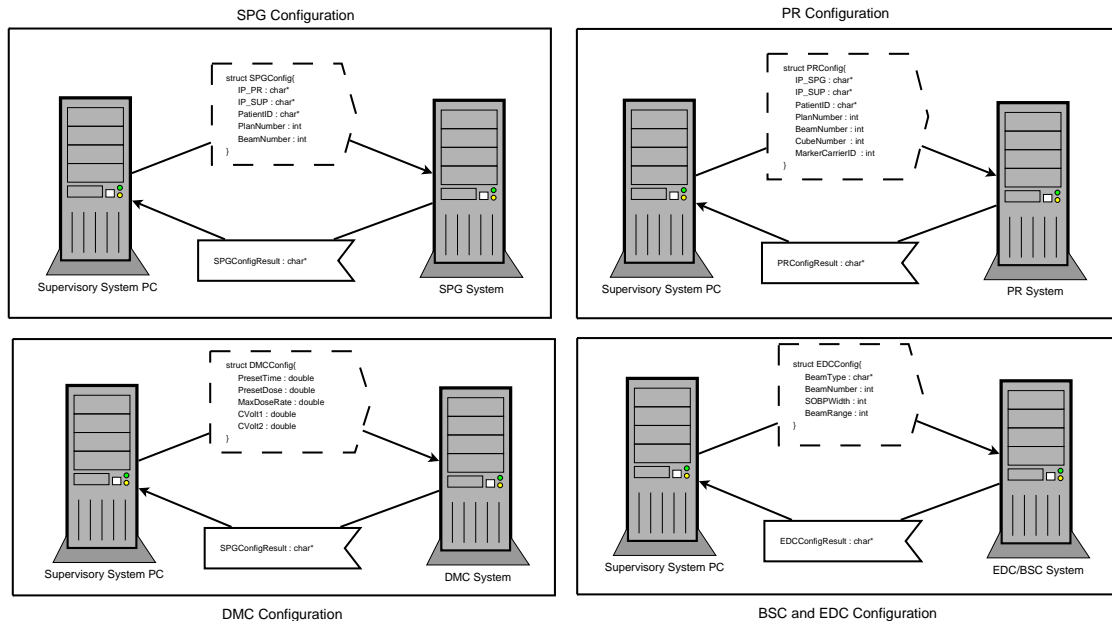 SPG Configuration
struct SPGConfig{
IP_PR : char*
IP_SUP : char*
PatientID : char*
PlanNumber : int
BeamNumber : int
}
SPGConfigResult : char*
Supervisory System PC
SPG System
PR Configuration
struct PRConfig{
IP_SPG : char*
IP_SUP : char*
PatientID : char*
PlanNumber : int
BeamNumber : int
CubeNumber : int
MarkerCarrierID : int
}
PRConfigResult : char*
Supervisory System PC
PR System
struct DMCConfig{
PresetTime : double
PresetDose : double
MaxDoseRate : double
CVolt1 : double
CVolt2 : double
}
SPGConfigResult : char*
Supervisory System PC
DMC System
DMC Configuration
struct EDCConfig{
BeamType : char*
BeamNumber : int
SOBPWidth : int
BeamRange : int
}
EDCConfigResult : char*
Supervisory System PC
EDC/BSC System
BSC and EDC Configuration